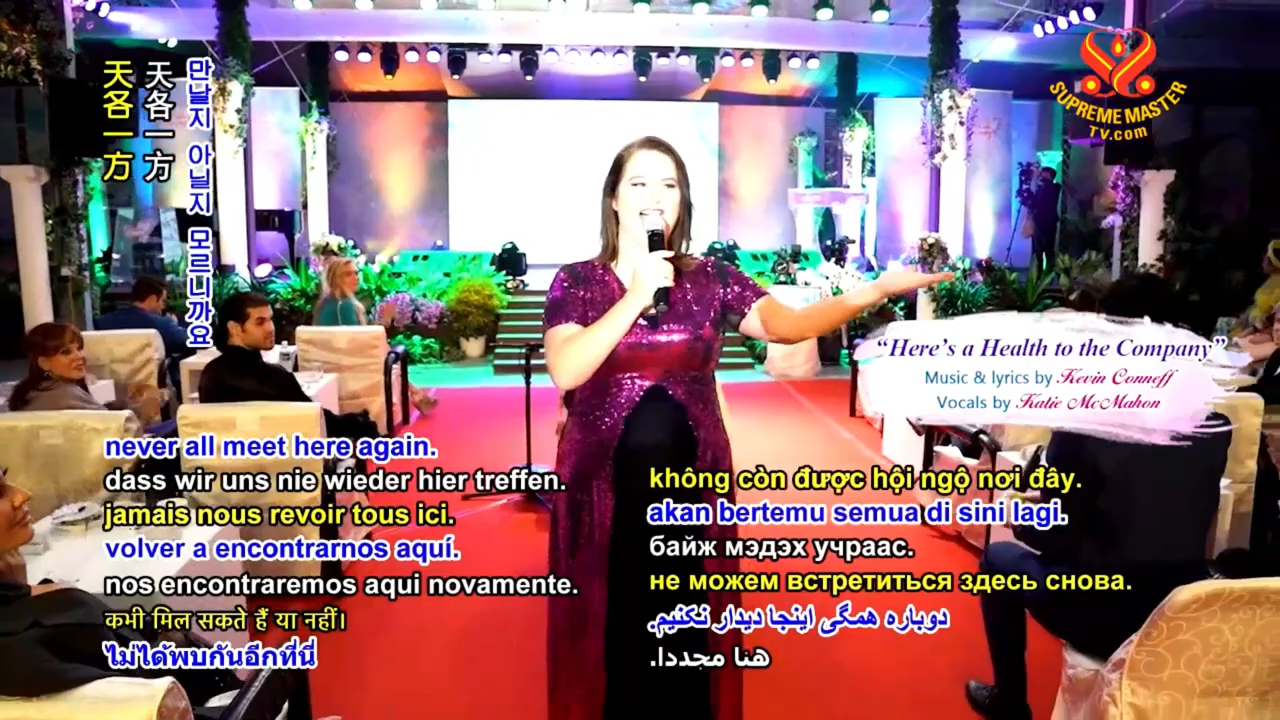 만날지 아닐지 모르니까요
天各一方
天各一方
SUPREME MASTER
TV.com
"Here's a Health to the Company"
Music & lyrics by Kevin Conneff
Vocals by Katie McMahon
never all meet here again.
dass wir uns nie wieder hier treffen.
jamais nous revoir tous ici.
volver a encontrarnos aquí.
nos encontraremos aqui novamente.
कभी मिल सकते हैं या नहीं।
ไม่ได้พบกันอีกที่นี่
không còn được hội ngộ nơi đây.
akan bertemu semua di sini lagi.
байж мэдэх учраас.
не можем встретиться здесь снова.
دوباره همگی اینجا دیدار نکنیم.
هنا مجددا.